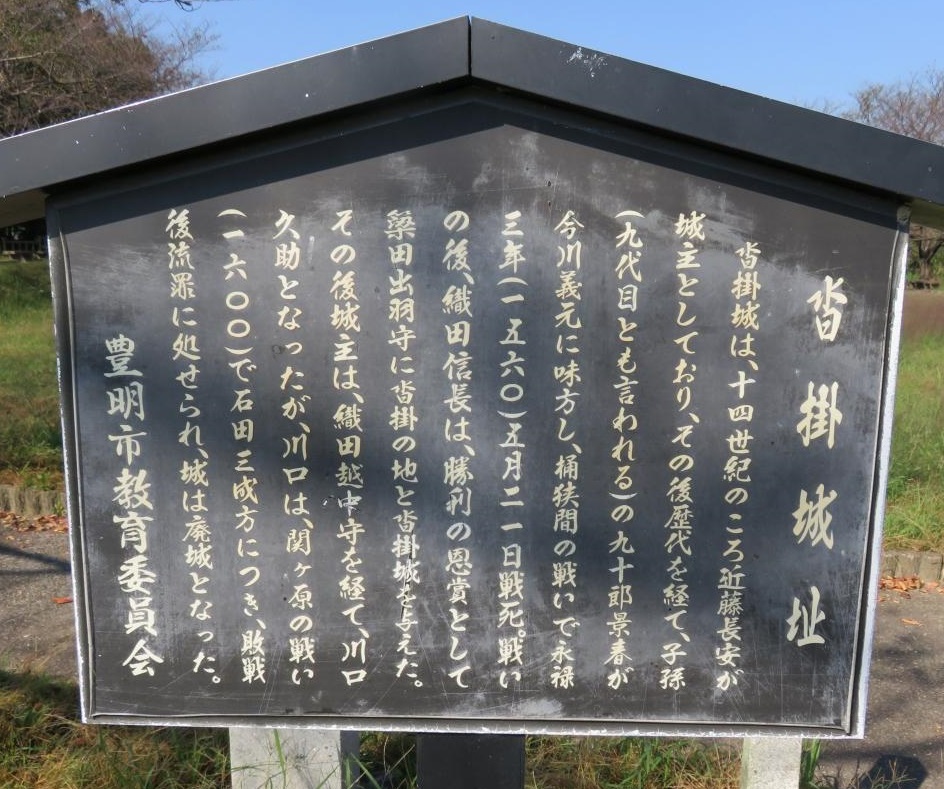 沓掛城址
沓掛城は、十四世紀のころ、近藤長安が
城主としており、その後歴代を経て、子孫
(九代目とも言われる)の九十郎景春が
今川義元に味方し、桶狭間の戦いで永禄
三年(一五六〇)五月二一日戦死。戦い
の後、織田信長は、勝利の恩賞として
簗田出羽守に沓掛の地と沓掛城を与えた。
その後城主は、織田越中守を経て、川口
久助となったが、川口は、関ヶ原の戦い
(一六〇〇)で石田三成方につき、敗戦
後流罪に処せられ、城は廃城となった。
豊明市教育委員会